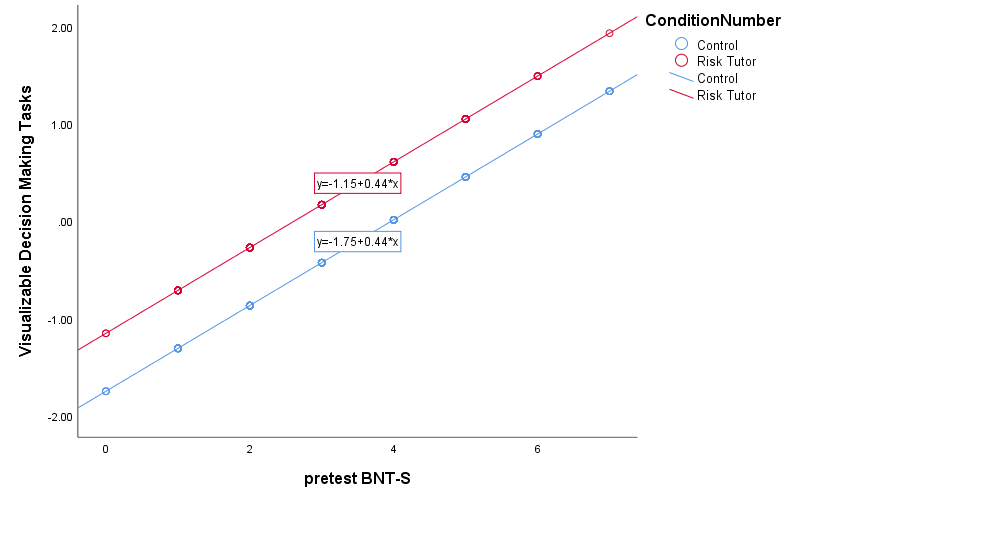 ConditionNumber
Control
Risk Tutor
Control
Risk Tutor
Visualizable Decision Making Tasks
2.00
1.00
.00
-1.00
-2.00
y=-1.15+0.44*x
y=-1.75+0.44*x
0
2
4
6
pretest BNT-S